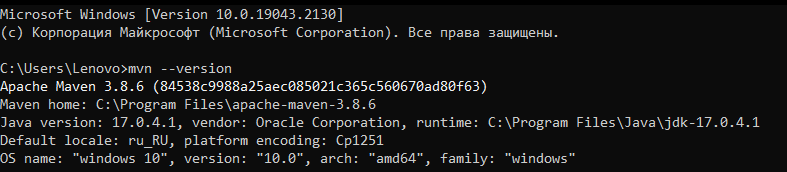 Microsoft Windows [Version 10.0.19043.2130]
(c) Корпорация Майкрософт (Microsoft Corporation). Все права защищены.
C:\Users\Lenovo>mvn --version
Apache Maven 3.8.6 (84538c9988a25aec085021c365c560670ad80f63)
Maven home: C:\Program Files\apache-maven-3.8.6
Java version: 17.0.4.1, vendor: Oracle Corporation, runtime: C:\Program Files\Java\jdk-17.0.4.1
Default locale: ru_RU, platform encoding: Cp1251
OS name: "windows 10", version: "10.0", arch: "amd64", family: "windows"